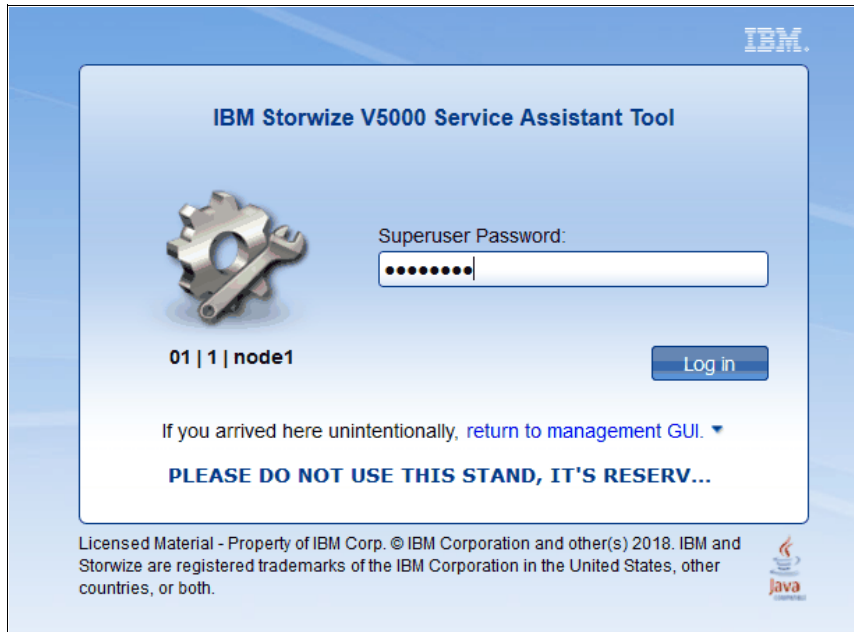 IBM.
IBM Storwize V5000 Service Assistant Tool
Superuser Password:
••••••••
01 | 1 | node1
Log in
If you arrived here unintentionally, return to management GUI.
PLEASE DO NOT USE THIS STAND, IT'S RESERV...
Licensed Material - Property of IBM Corp. © IBM Corporation and other(s) 2018. IBM and
Storwize are registered trademarks of the IBM Corporation in the United States, other
countries, or both.
Java
COMPATIBLE